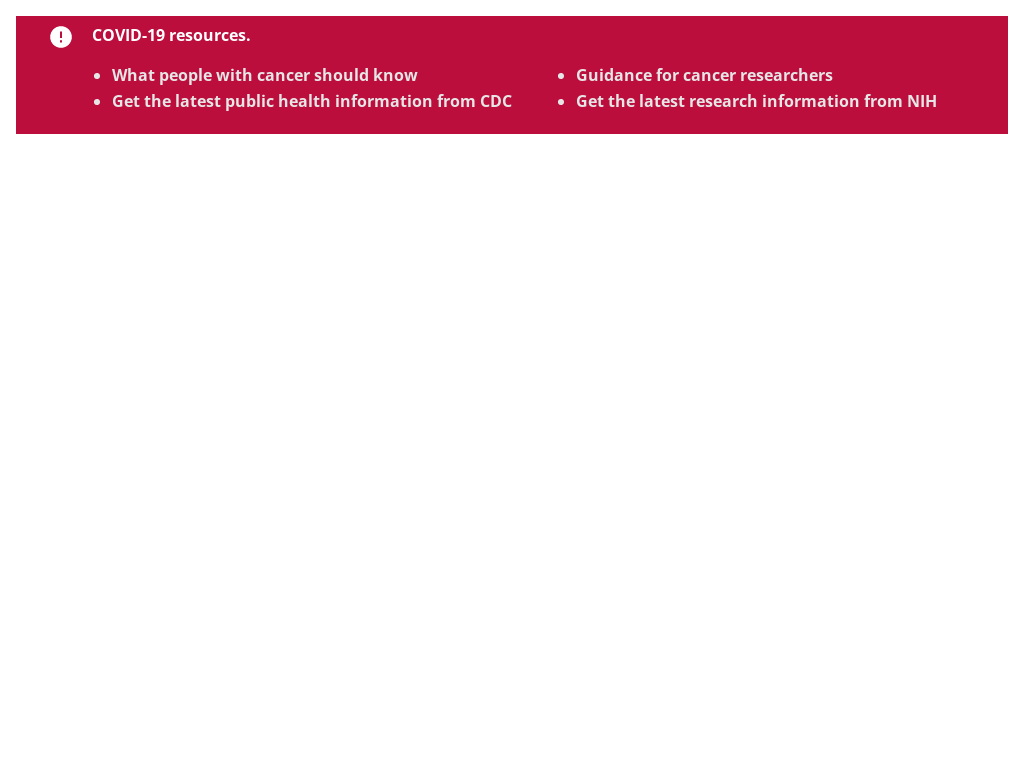 COVID-19 resources.
What people with cancer should know
Get the latest public health information from CDC
Guidance for cancer researchers
Get the latest research information from NIH